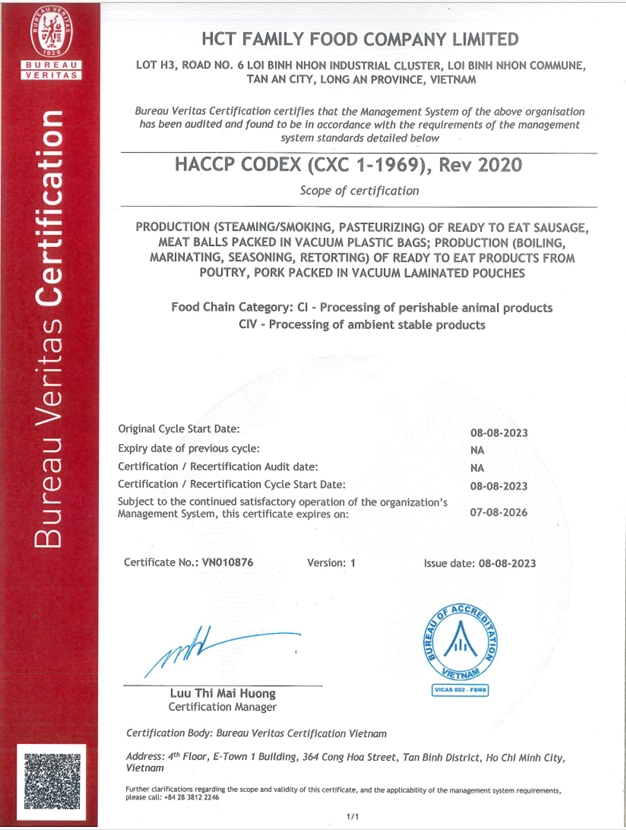 BUREAU VERITAS
1828
BUREAU
VERITAS
Bureau Veritas Certification
HCT FAMILY FOOD COMPANY LIMITED
LOT H3, ROAD NO. 6 LOI BINH NHON INDUSTRIAL CLUSTER, LOI BINH NHON COMMUNE,
TAN AN CITY, LONG AN PROVINCE, VIETNAM
Bureau Veritas Certification certifies that the Management System of the above organisation
has been audited and found to be in accordance with the requirements of the management
system standards detailed below
HACCP CODEX (CXC 1-1969), Rev 2020
Scope of certification
PRODUCTION (STEAMING/SMOKING, PASTEURIZING) OF READY TO EAT SAUSAGE,
MEAT BALLS PACKED IN VACUUM PLASTIC BAGS; PRODUCTION (BOILING,
MARINATING, SEASONING, RETORTING) OF READY TO EAT PRODUCTS FROM
POUTRY, PORK PACKED IN VACUUM LAMINATED POUCHES
Food Chain Category: CI - Processing of perishable animal products
CIV - Processing of ambient stable products
Original Cycle Start Date: 08-08-2023
Expiry date of previous cycle: NA
Certification / Recertification Audit date: NA
Certification / Recertification Cycle Start Date: 08-08-2023
Subject to the continued satisfactory operation of the organization's
Management System, this certificate expires on: 07-08-2026
Certificate No.: VN010876 Version: 1 Issue date: 08-08-2023
BUREAU OF ACCREDITATION
VIETNAM
VICAS 002 - FSMS
Luu Thi Mai Huong
Certification Manager
Certification Body: Bureau Veritas Certification Vietnam
Address: 4th Floor, E-Town 1 Building, 364 Cong Hoa Street, Tan Binh District, Ho Chi Minh City,
Vietnam
Further clarifications regarding the scope and validity of this certificate, and the applicability of the management system requirements,
please call: +84 28 3812 2246
1/1